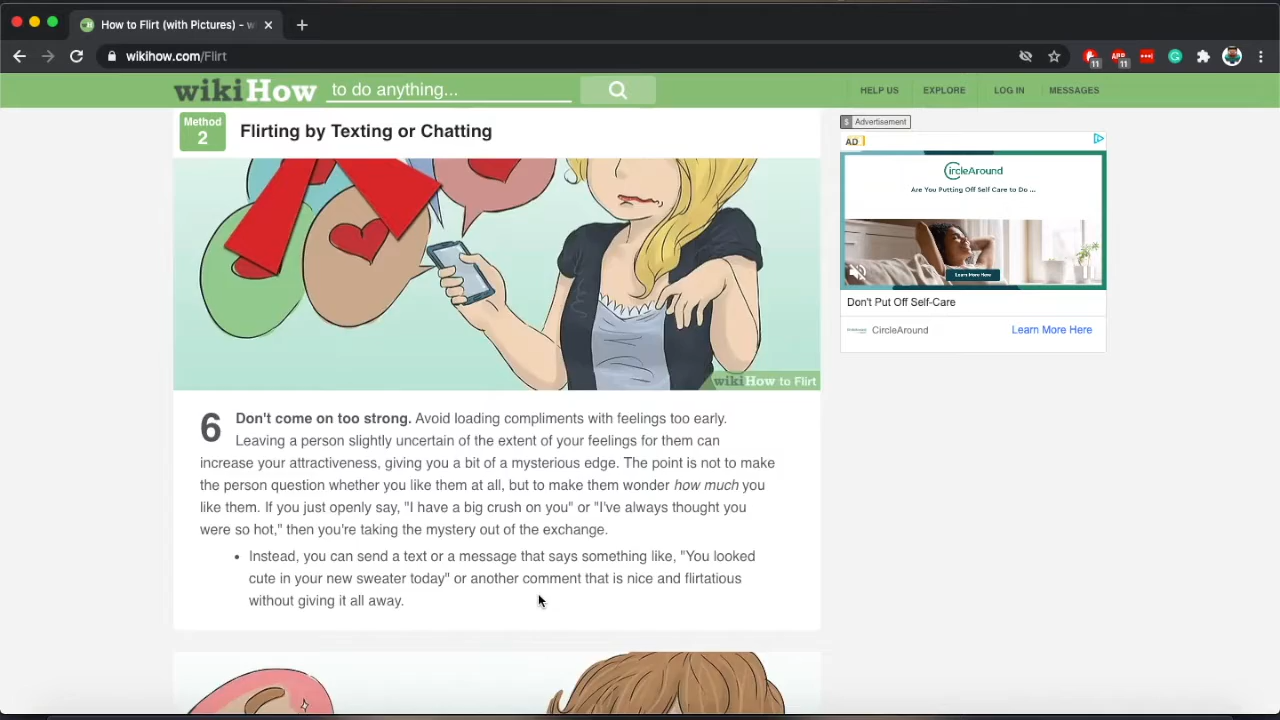 How to Flirt (with Pictures) - w
wikihow.com/Flirt
11
11
wikiHow
to do anything...
HELP US
EXPLORE
LOG IN
MESSAGES
Method
2
Flirting by Texting or Chatting
$ Advertisement
AD
CircleAround
Are You Putting Off Self Care to Do ...
Learn More Here
Don't Put Off Self-Care
CircleAround
Learn More Here
wikiHow to Flirt
6
Don't come on too strong. Avoid loading compliments with feelings too early.
Leaving a person slightly uncertain of the extent of your feelings for them can
increase your attractiveness, giving you a bit of a mysterious edge. The point is not to make
the person question whether you like them at all, but to make them wonder how much you
like them. If you just openly say, "I have a big crush on you" or "I've always thought you
were so hot," then you're taking the mystery out of the exchange.
• Instead, you can send a text or a message that says something like, "You looked
cute in your new sweater today" or another comment that is nice and flirtatious
without giving it all away.